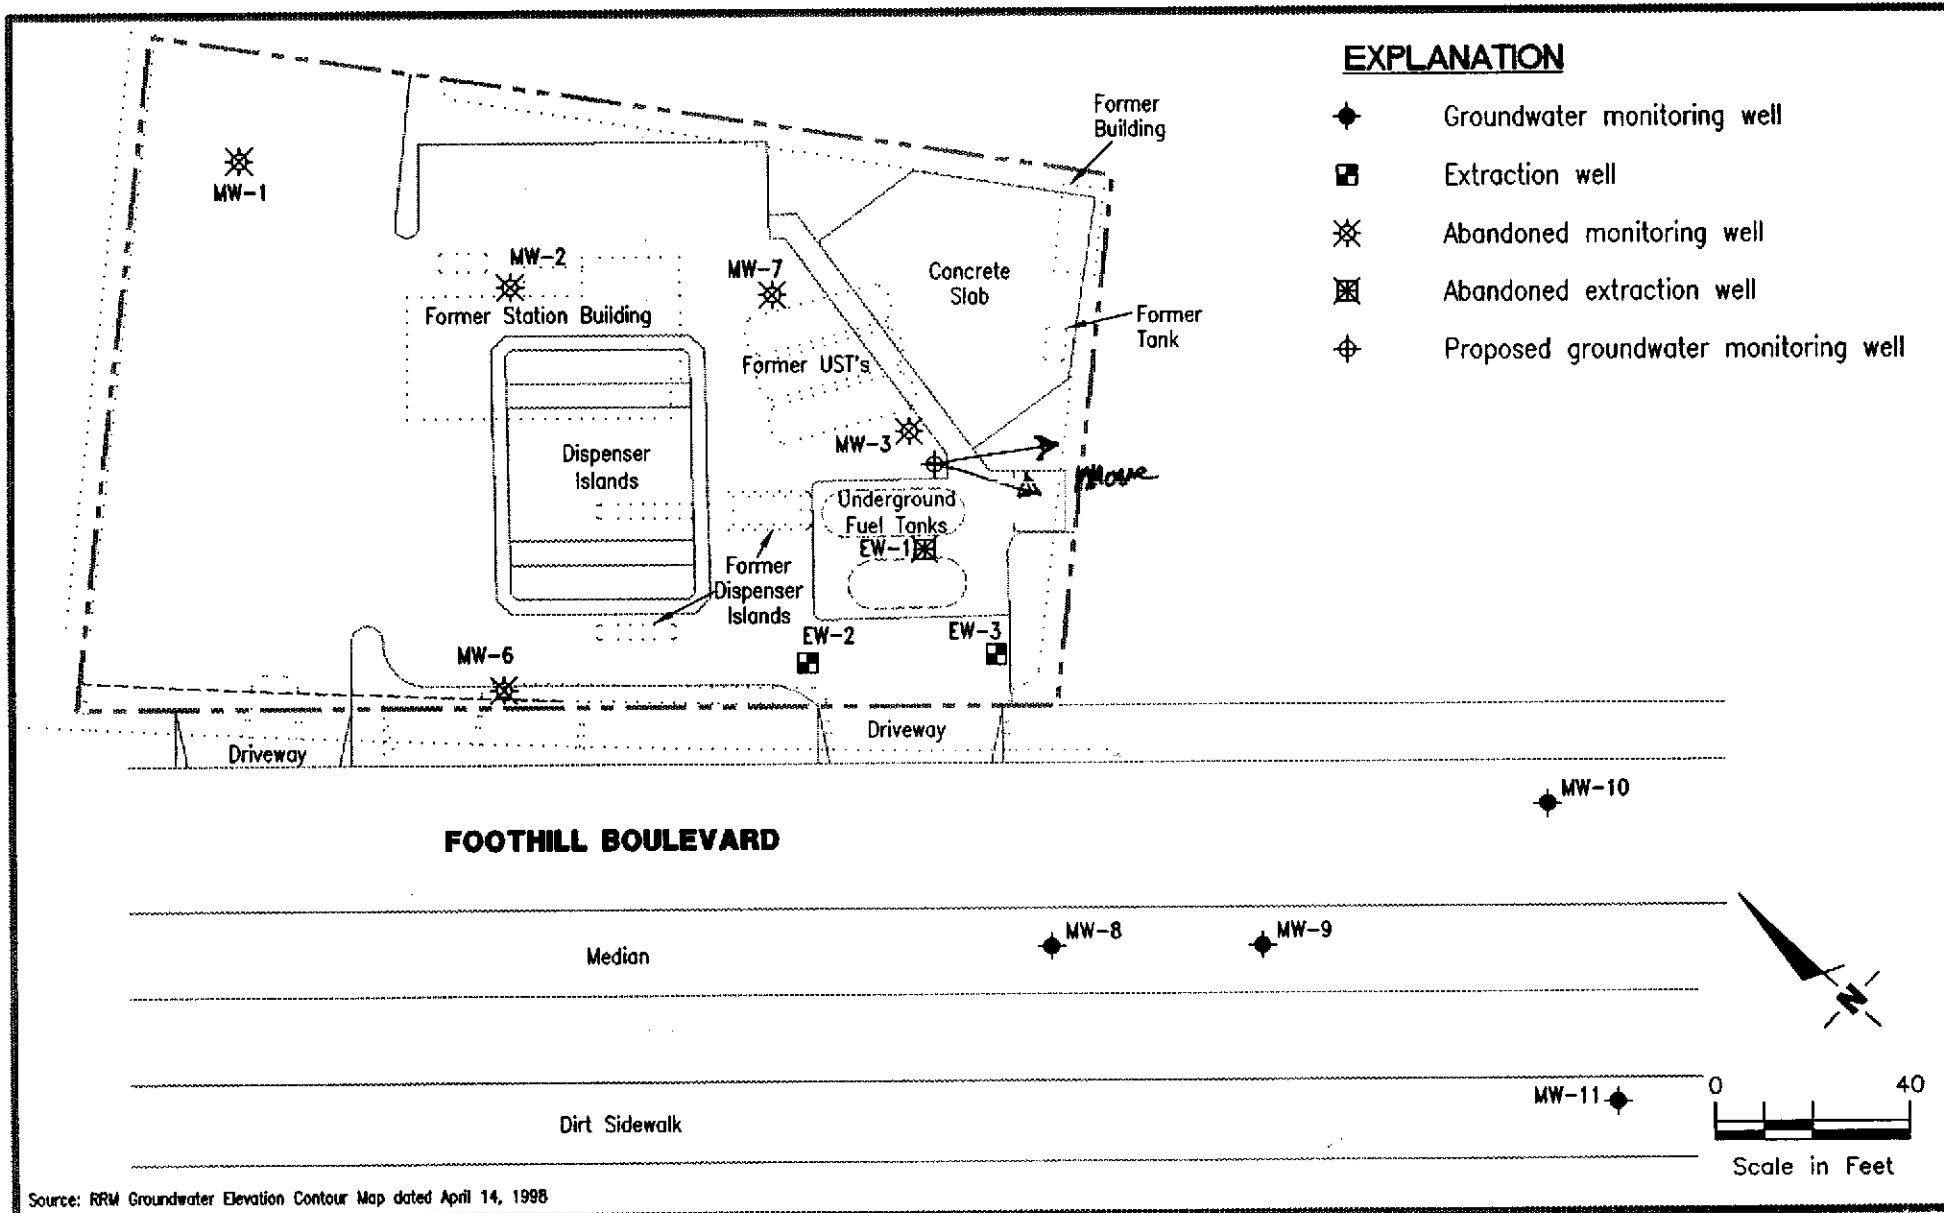 EXPLANATION
Groundwater monitoring well
Extraction well
Abandoned monitoring well
Abandoned extraction well
Proposed groundwater monitoring well
Former
Building
MW-1
MW-2
MW-7
Concrete
Slab
Former Station Building
Former
Tank
Former UST's
MW-3
Dispenser
Islands
Move
Underground
Fuel Tanks
EW-1
Former
Dispenser
Islands
EW-2
EW-3
MW-6
Driveway
Driveway
MW-10
FOOTHILL BOULEVARD
MW-8
MW-9
Median
N
MW-11
0 40
Dirt Sidewalk
Scale in Feet
Source: RRM Groundwater Elevation Contour Map dated April 14, 1998